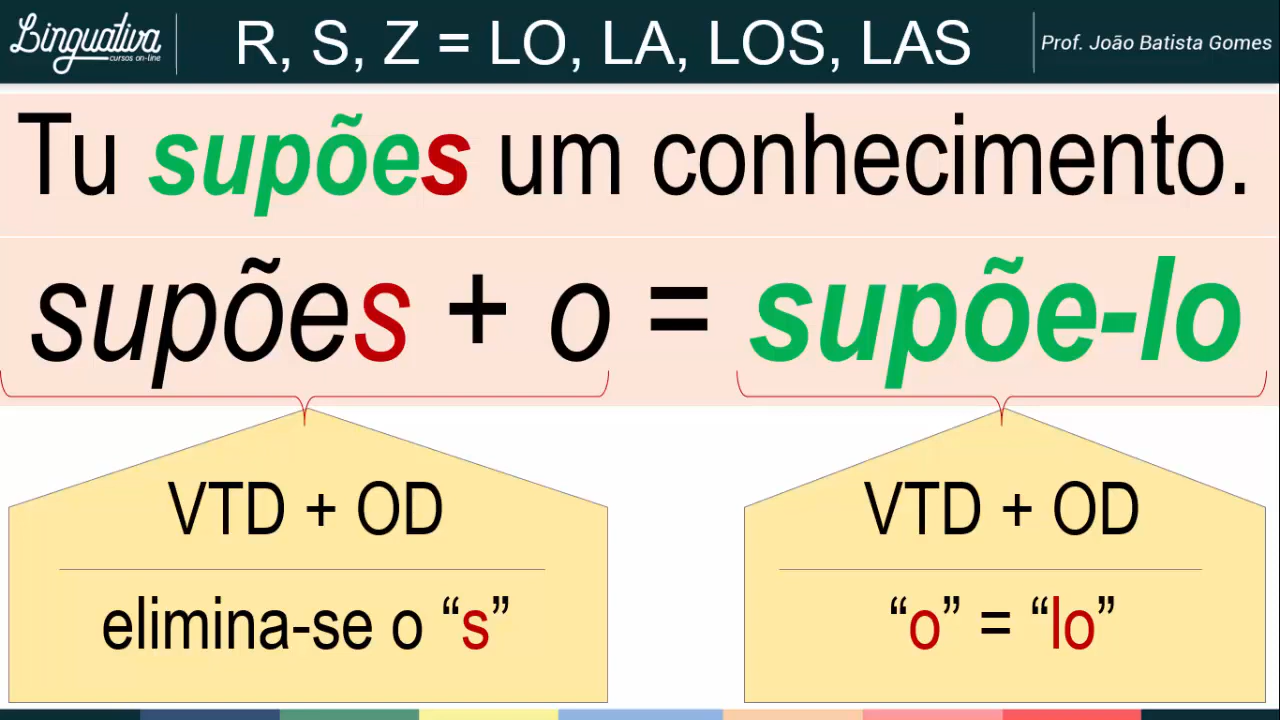 Linguativa
cursos on-line
R, S, Z = LO, LA, LOS, LAS
Prof. João Batista Gomes
Tu supões um conhecimento.
supões + o = supõe-lo
VTD + OD
elimina-se o “s”
VTD + OD
“o” = “lo”